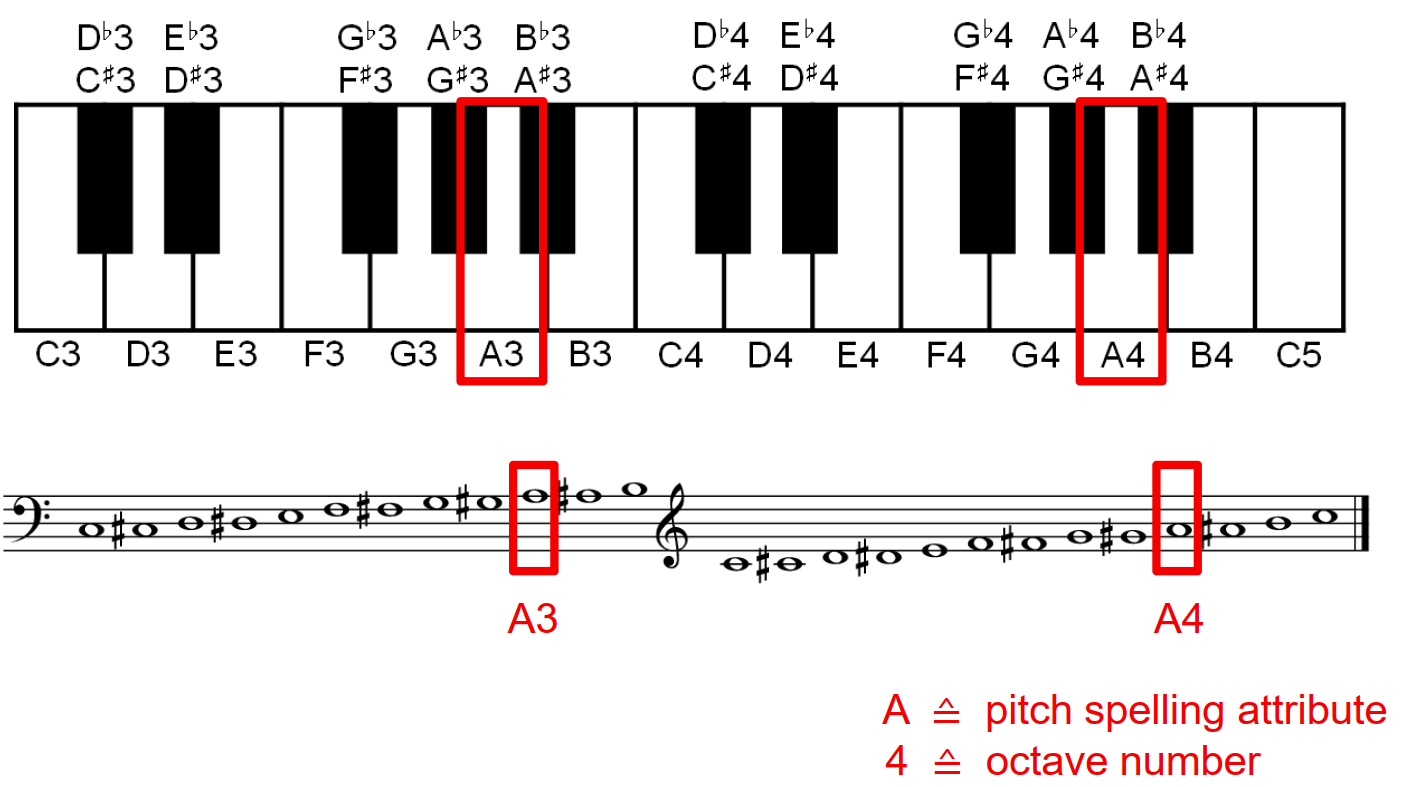 D♭3 E♭3 G♭3 A♭3 B♭3 D♭4 E♭4 G♭4 A♭4 B♭4
C♯3 D♯3 F♯3 G♯3 A♯3 C♯4 D♯4 F♯4 G♯4 A♯4
C3 D3 E3 F3 G3 A3 B3 C4 D4 E4 F4 G4 A4 B4 C5
A3 A4
A ≙ pitch spelling attribute
4 ≙ octave number